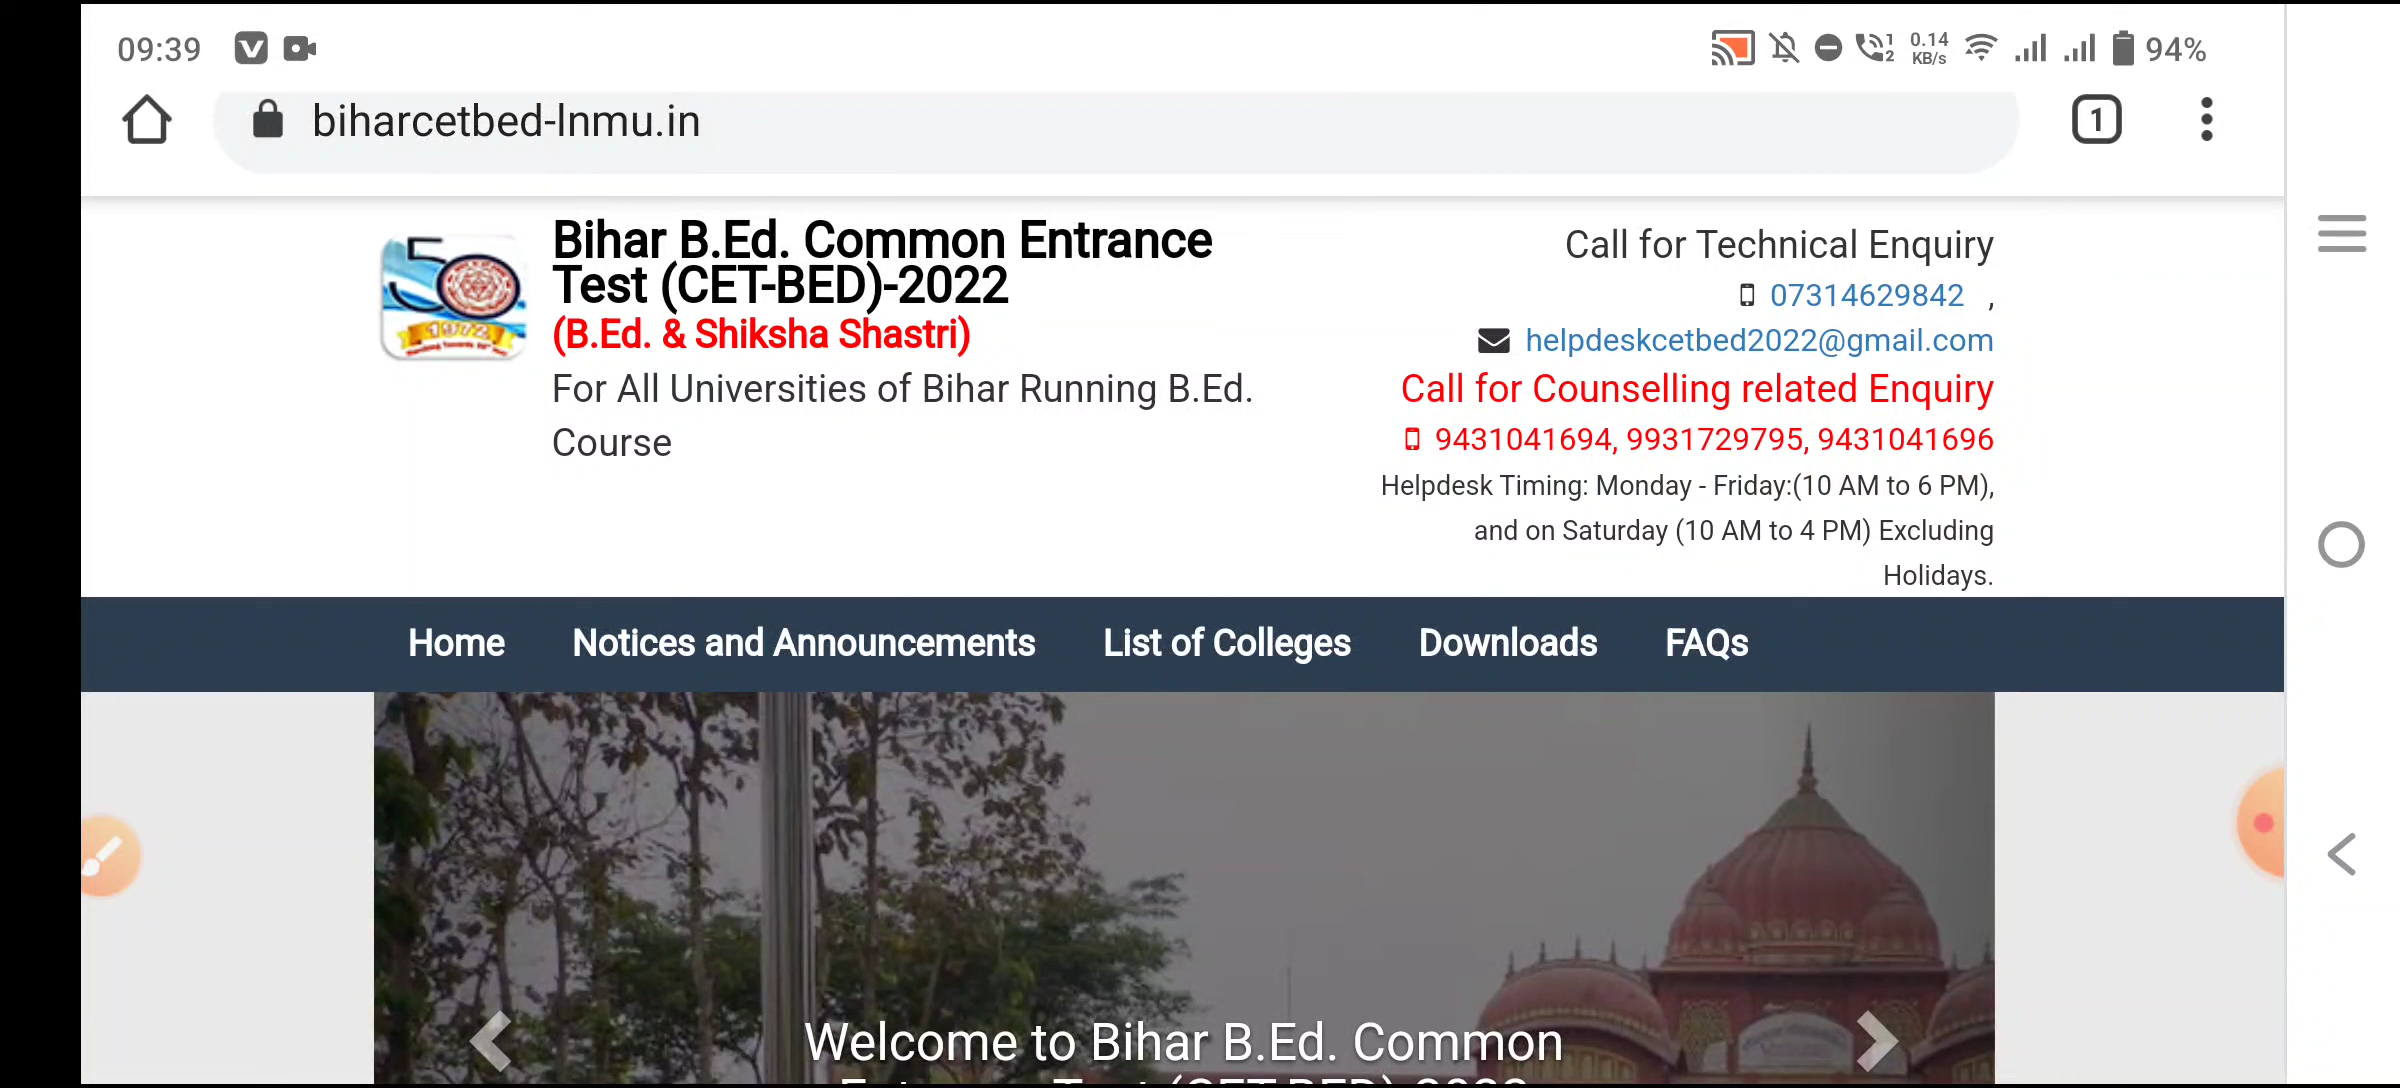 09:39
0.14
KB/s
94%
biharcetbed-lnmu.in
1
Bihar B.Ed. Common Entrance
Test (CET-BED)-2022
(B.Ed. & Shiksha Shastri)
For All Universities of Bihar Running B.Ed.
Course
50
1972
Call for Technical Enquiry
07314629842 ,
helpdeskcetbed2022@gmail.com
Call for Counselling related Enquiry
9431041694, 9931729795, 9431041696
Helpdesk Timing: Monday - Friday:(10 AM to 6 PM),
and on Saturday (10 AM to 4 PM) Excluding
Holidays.
Home Notices and Announcements List of Colleges Downloads FAQs
Welcome to Bihar B.Ed. Common